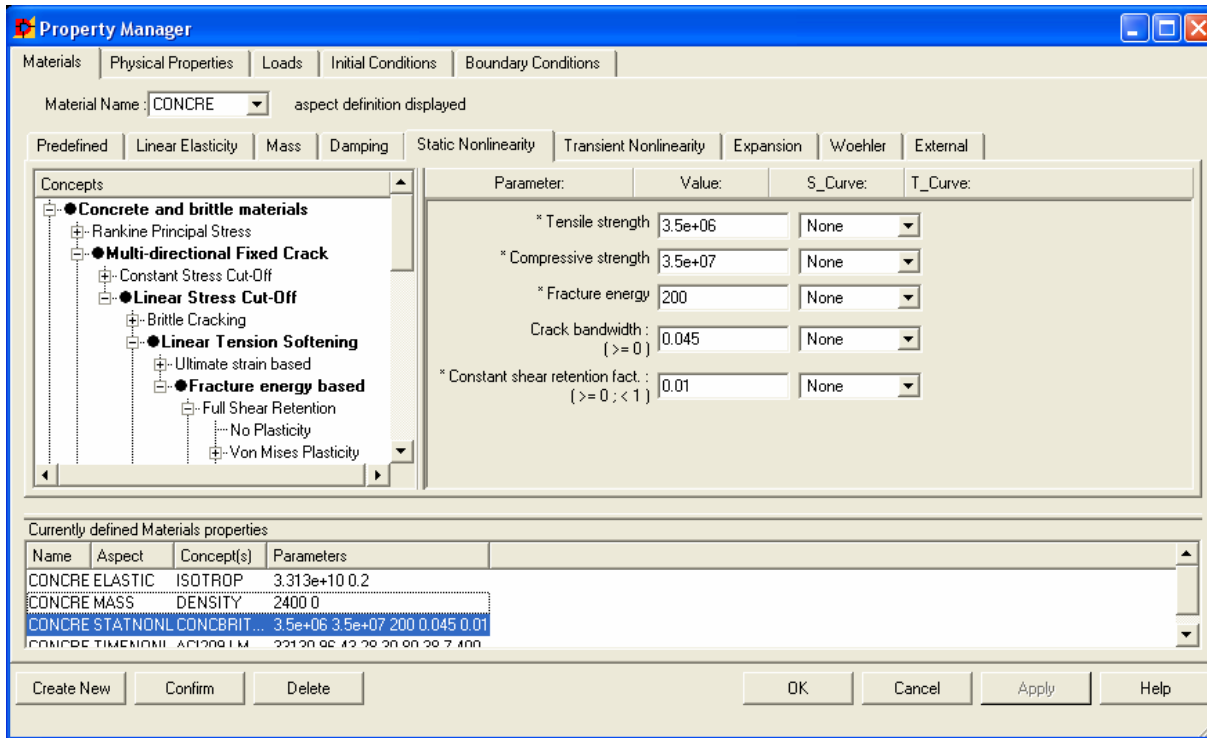 Property Manager
Materials Physical Properties Loads Initial Conditions Boundary Conditions
Material Name : CONCRE aspect definition displayed
Predefined Linear Elasticity Mass Damping Static Nonlinearity Transient Nonlinearity Expansion Woehler External
Concepts
Concrete and brittle materials
Rankine Principal Stress
Multi-directional Fixed Crack
Constant Stress Cut-Off
Linear Stress Cut-Off
Brittle Cracking
Linear Tension Softening
Ultimate strain based
Fracture energy based
Full Shear Retention
No Plasticity
Von Mises Plasticity
Parameter: Value: S_Curve: T_Curve:
* Tensile strength 3.5e+06 None
* Compressive strength 3.5e+07 None
* Fracture energy 200 None
Crack bandwidth :
( >= 0 ) 0.045 None
* Constant shear retention fact. :
( >= 0 ; < 1 ) 0.01 None
Currently defined Materials properties
Name Aspect Concept(s) Parameters
CONCRE ELASTIC ISOTROP 3.313e+10 0.2
CONCRE MASS DENSITY 2400 0
CONCRE STATNONL CONCBRIT... 3.5e+06 3.5e+07 200 0.045 0.01
CONCRE TIMENONL
Create New Confirm Delete OK Cancel Apply Help